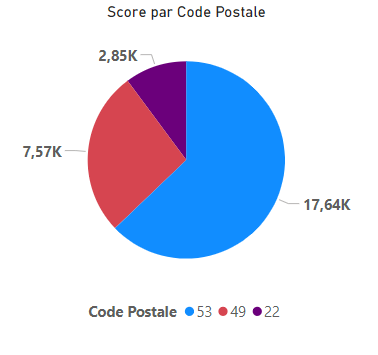 Score par Code Postale
2,85K
7,57K
17,64K
Code Postale 53 49 22